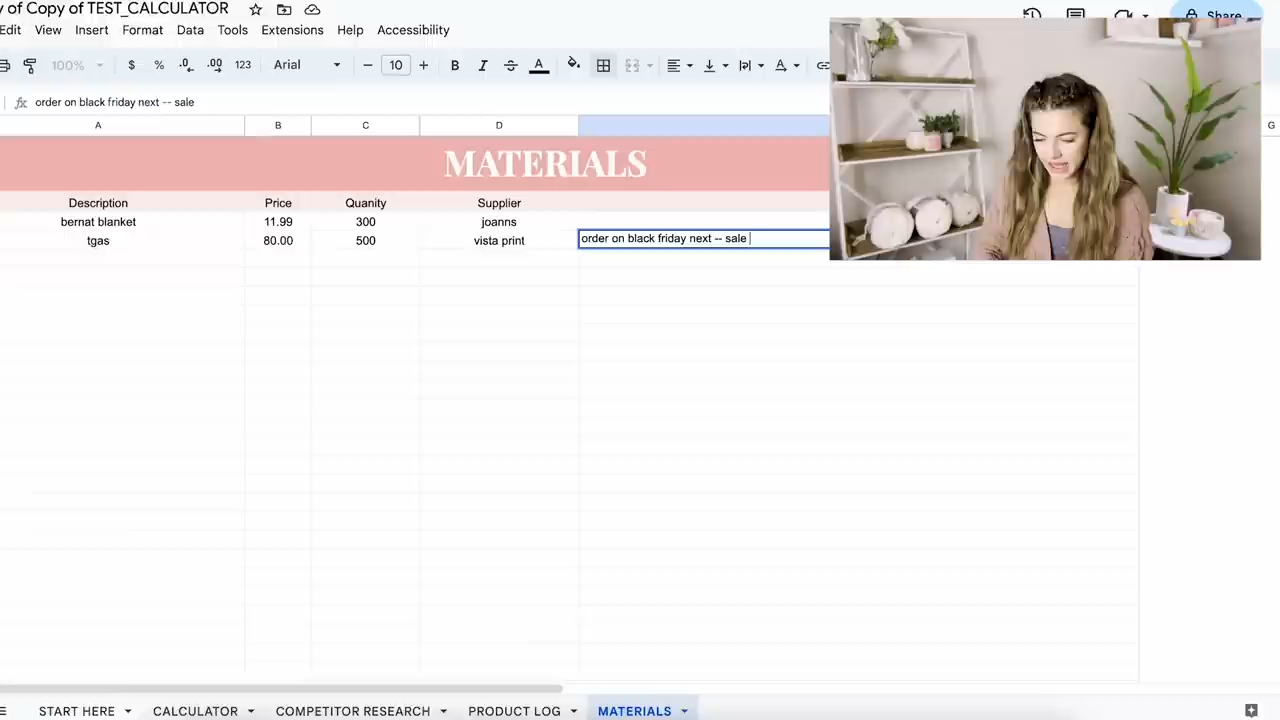 y of Copy of TEST_CALCULATOR
Edit View Insert Format Data Tools Extensions Help Accessibility
Share
100% $ % .0 .00 123 Arial − 10 + B I S A A
fx order on black friday next -- sale
A B C D G
MATERIALS
Description Price Quanity Supplier
bernat blanket 11.99 300 joanns
tgas 80.00 500 vista print order on black friday next -- sale
START HERE CALCULATOR COMPETITOR RESEARCH PRODUCT LOG MATERIALS